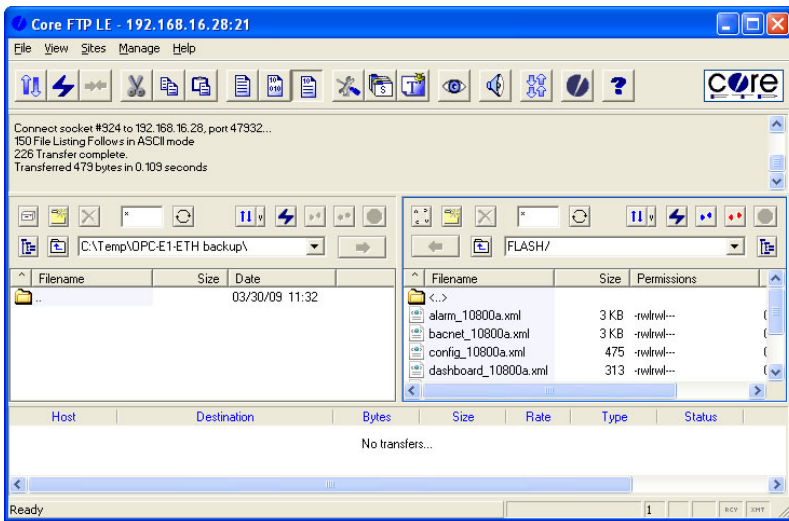 Core FTP LE - 192.168.16.28:21
File View Sites Manage Help
core
Connect socket #924 to 192.168.16.28, port 47932...
150 File Listing Follows in ASCII mode
226 Transfer complete.
Transferred 479 bytes in 0.109 seconds
C:\Temp\OPC-E1-ETH backup\
FLASH/
^ Filename Size Date
.. 03/30/09 11:32
^ Filename Size Permissions
<..>
alarm_10800a.xml 3 KB -rwlrwl---
bacnet_10800a.xml 3 KB -rwlrwl---
config_10800a.xml 475 -rwlrwl---
dashboard_10800a.xml 313 -rwlrwl---
Host Destination Bytes Size Rate Type Status
No transfers...
Ready 1 RCV XMT